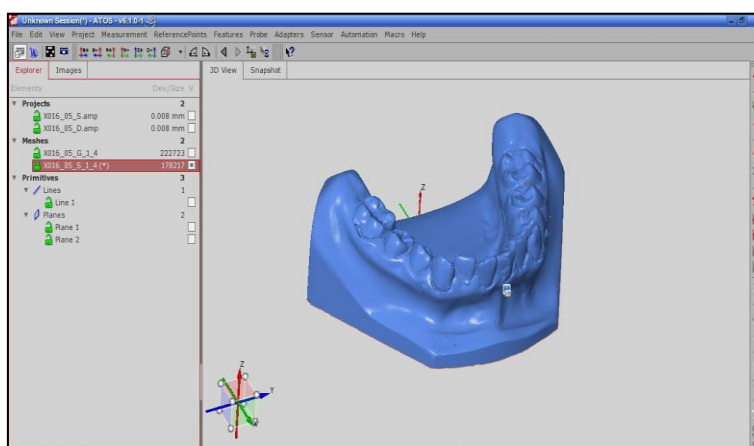 Unknown Session(*) - ATOS - v6.1.0-1
File Edit View Project Measurement ReferencePoints Features Probe Adapters Sensor Automation Macro Help
Explorer Images
3D View Snapshot
Elements Dev/Size V
Projects 2
X016_05_S.amp 0.008 mm
X016_05_D.amp 0.008 mm
Meshes 2
X016_05_G_1_4 222723
X016_05_S_1_4 (*) 178217
Primitives 3
Lines 1
Line 1
Planes 2
Plane 1
Plane 2
Z
Z
Y
X